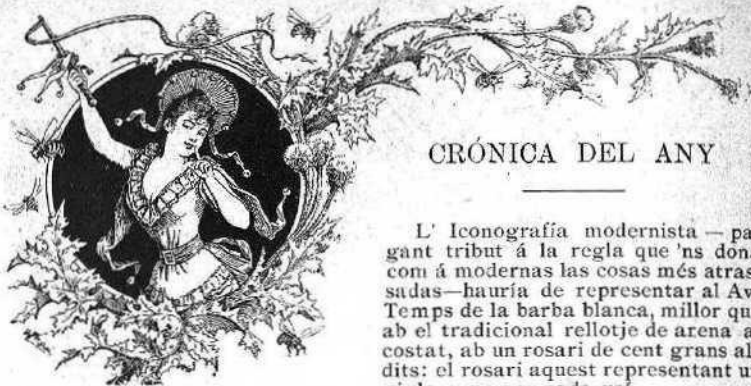 CRÓNICA DEL ANY
L' Iconografía modernista — pa
gant tribut á la regla que 'ns dona
com á modernas las cosas més atras
sadas—hauría de representar al Av
Temps de la barba blanca, millor qu
ab el tradicional rellotje de arena a
costat, ab un rosari de cent grans al
dits: el rosari aquest representant u